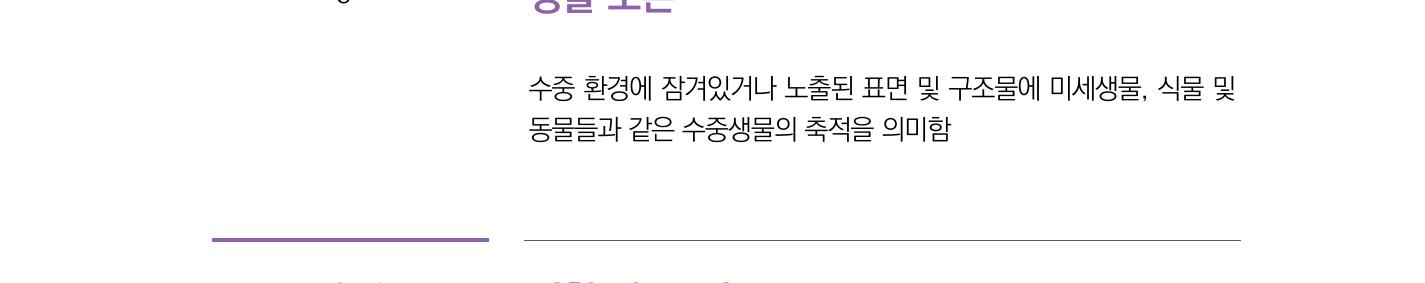 수중 환경에 잠겨있거나 노출된 표면 및 구조물에 미세생물, 식물 및
동물들과 같은 수중생물의 축적을 의미함